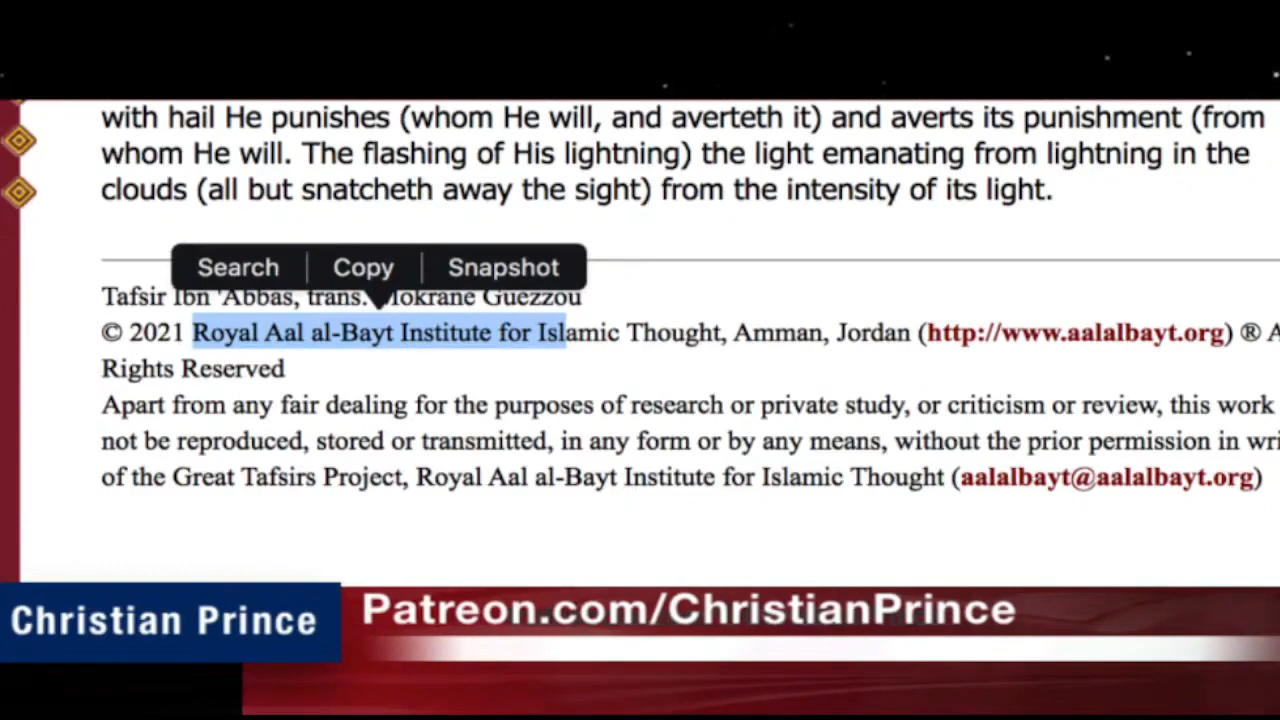 with hail He punishes (whom He will, and averteth it) and averts its punishment (from
whom He will. The flashing of His lightning) the light emanating from lightning in the
clouds (all but snatcheth away the sight) from the intensity of its light.
Search Copy Snapshot
Tafsir Ibn 'Abbas, trans. Mokrane Guezzou
© 2021 Royal Aal al-Bayt Institute for Islamic Thought, Amman, Jordan (http://www.aalalbayt.org) ® A
Rights Reserved
Apart from any fair dealing for the purposes of research or private study, or criticism or review, this work
not be reproduced, stored or transmitted, in any form or by any means, without the prior permission in wri
of the Great Tafsirs Project, Royal Aal al-Bayt Institute for Islamic Thought (aalalbayt@aalalbayt.org)
Christian Prince
Patreon.com/ChristianPrince